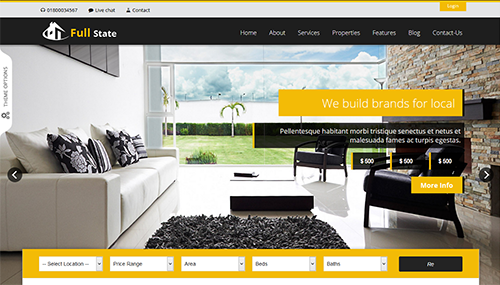 01800034567 Live chat Contact Login
Full State
Home About Services Properties Features Blog Contact-Us
THEME OPTIONS
We build brands for local
Pellentesque habitant morbi tristique senectus et netus et
malesuada fames ac turpis egestas.
$ 500 $ 500 $ 500
More Info
-- Select Location -- Price Range Area Beds Baths Re